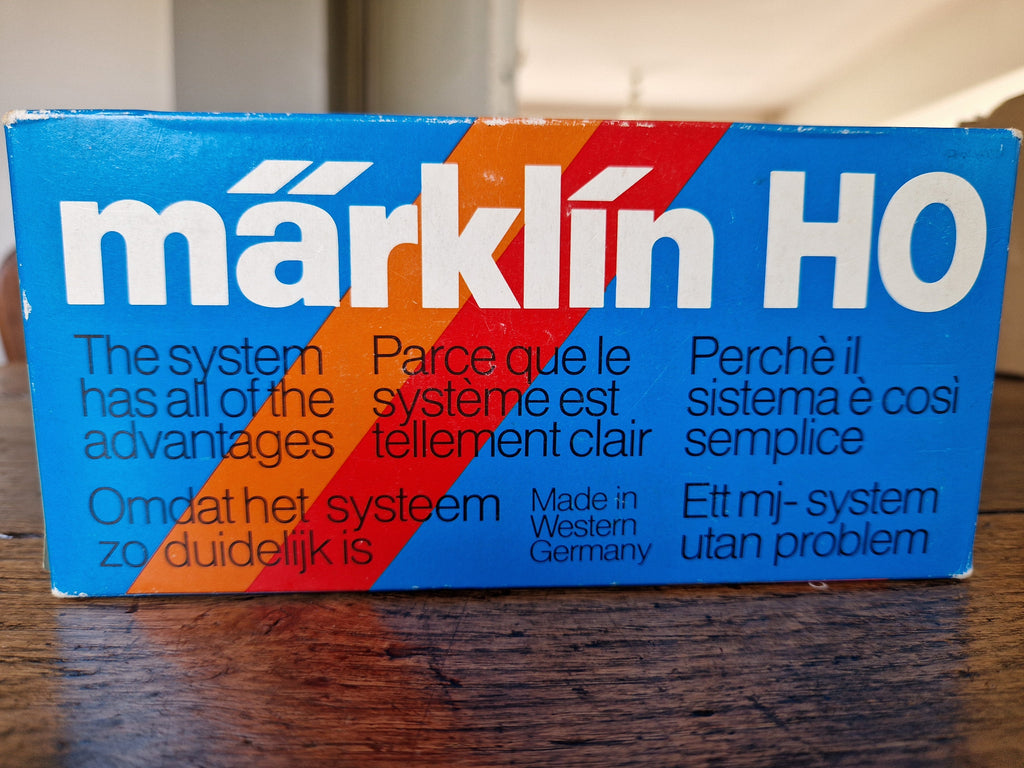 märklin HO
The system
has all of the
advantages
Parce que le
système est
tellement clair
Perchè il
sistema è così
semplice
Omdat het systeem
zo duidelijk is
Made in
Western
Germany
Ett mj- system
utan problem